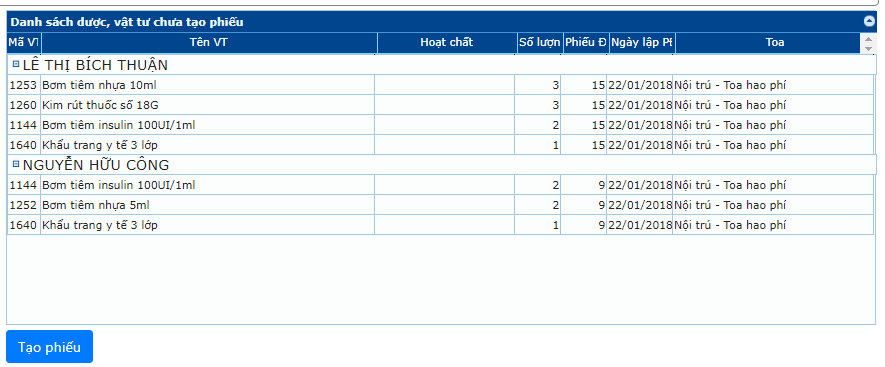 Danh sách dược, vật tư chưa tạo phiếu
Mã VT Tên VT Hoạt chất Số lượn Phiếu Đ Ngày lập Pł Toa
LÊ THỊ BÍCH THUẬN
1253 Bơm tiêm nhựa 10ml 3 15 22/01/2018 Nội trú - Toa hao phí
1260 Kim rút thuốc số 18G 3 15 22/01/2018 Nội trú - Toa hao phí
1144 Bơm tiêm insulin 100UI/1ml 2 15 22/01/2018 Nội trú - Toa hao phí
1640 Khẩu trang y tế 3 lớp 1 15 22/01/2018 Nội trú - Toa hao phí
NGUYỄN HỮU CÔNG
1144 Bơm tiêm insulin 100UI/1ml 2 9 22/01/2018 Nội trú - Toa hao phí
1252 Bơm tiêm nhựa 5ml 2 9 22/01/2018 Nội trú - Toa hao phí
1640 Khẩu trang y tế 3 lớp 1 9 22/01/2018 Nội trú - Toa hao phí
Tạo phiếu